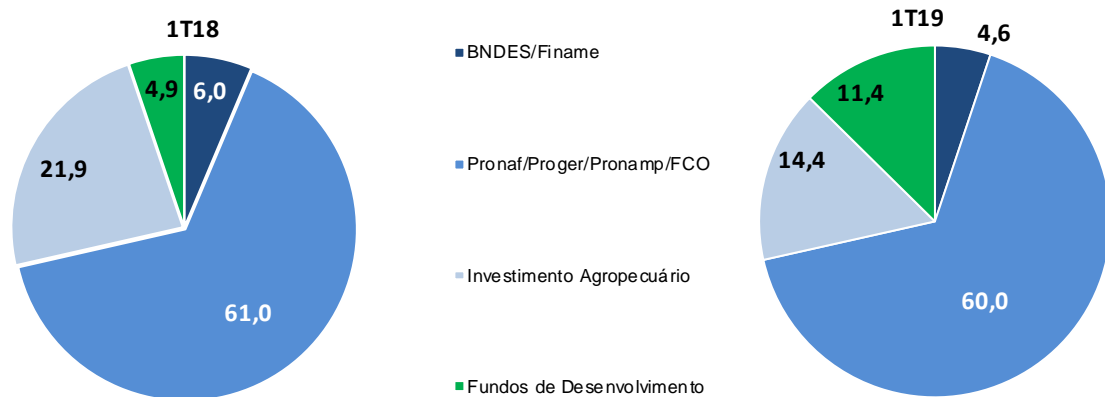 1T18
4,9
6,0
21,9
61,0
BNDES/Finame
Pronaf/Proger/Pronamp/FCO
Investimento Agropecuário
Fundos de Desenvolvimento
1T19
4,6
11,4
14,4
60,0